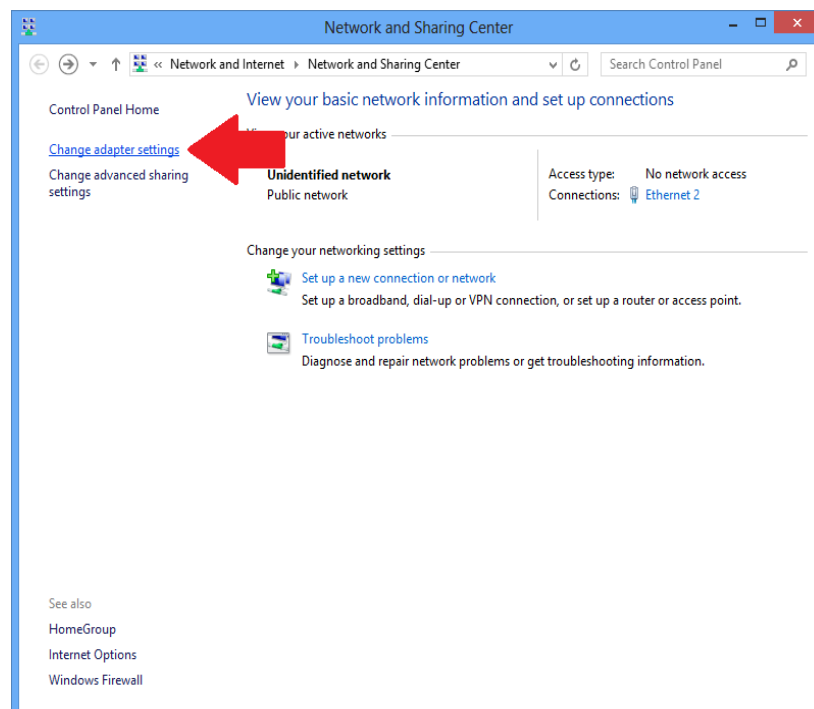 Network and Sharing Center
« Network and Internet Network and Sharing Center
Search Control Panel
Control Panel Home
Change adapter settings
Change advanced sharing
settings
View your basic network information and set up connections
your active networks
Unidentified network
Public network
Access type: No network access
Connections: Ethernet 2
Change your networking settings
Set up a new connection or network
Set up a broadband, dial-up or VPN connection, or set up a router or access point.
Troubleshoot problems
Diagnose and repair network problems or get troubleshooting information.
See also
HomeGroup
Internet Options
Windows Firewall